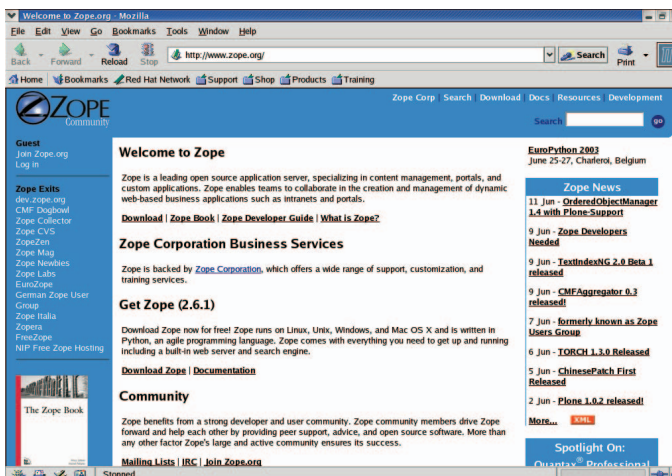 Welcome to Zope.org - Mozilla
File Edit View Go Bookmarks Tools Window Help
Back Forward Reload Stop http://www.zope.org/ Search Print
Home Bookmarks Red Hat Network Support Shop Products Training
ZOPE
Community
Zope Corp | Search | Download | Docs | Resources | Development
Search go
Guest
Join Zope.org
Log in
Zope Exits
dev.zope.org
CMF Dogbowl
Zope Collector
Zope CVS
ZopeZen
Zope Mag
Zope Newbies
Zope Labs
EuroZope
German Zope User
Group
Zope Italia
Zopera
FreeZope
NIP Free Zope Hosting
The Zope Book
Welcome to Zope
Zope is a leading open source application server, specializing in content management, portals, and
custom applications. Zope enables teams to collaborate in the creation and management of dynamic
web-based business applications such as intranets and portals.
Download | Zope Book | Zope Developer Guide | What is Zope?
Zope Corporation Business Services
Zope is backed by Zope Corporation, which offers a wide range of support, customization, and
training services.
Get Zope (2.6.1)
Download Zope now for free! Zope runs on Linux, Unix, Windows, and Mac OS X and is written in
Python, an agile programming language. Zope comes with everything you need to get up and running
including a built-in web server and search engine.
Download Zope | Documentation
Community
Zope benefits from a strong developer and user community. Zope community members drive Zope
forward and help each other by providing peer support, advice, and open source software. More than
any other factor Zope's large and active community ensures its success.
Mailing Lists | IRC | Join Zope.org
EuroPython 2003
June 25-27, Charleroi, Belgium
Zope News
11 Jun - OrderedObjectManager
1.4 with Plone-Support
9 Jun - Zope Developers
Needed
9 Jun - TextIndexNG 2.0 Beta 1
released
9 Jun - CMFAggregator 0.3
released!
7 Jun - formerly known as Zope
Users Group
6 Jun - TORCH 1.3.0 Released
5 Jun - ChinesePatch First
Released
2 Jun - Plone 1.0.2 released!
More... XML
Spotlight On:
Quantax® Professional
Stopped